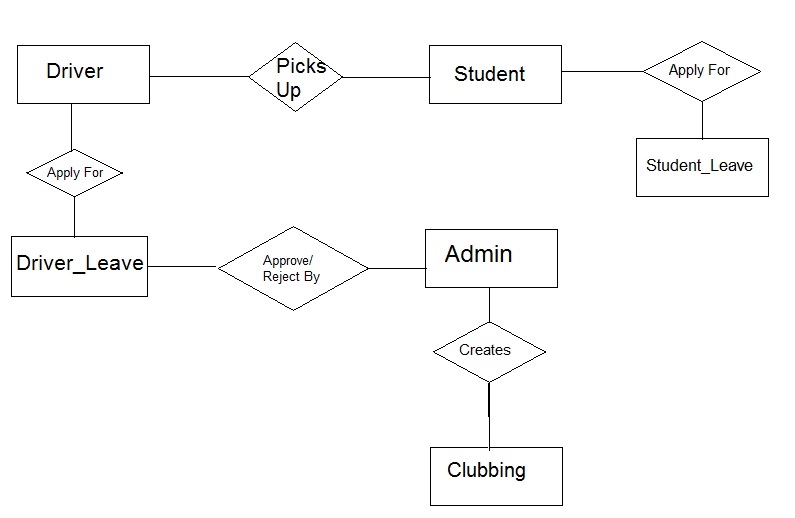 Driver
Picks
Up
Student
Apply For
Student_Leave
Apply For
Driver_Leave
Approve/
Reject By
Admin
Creates
Clubbing